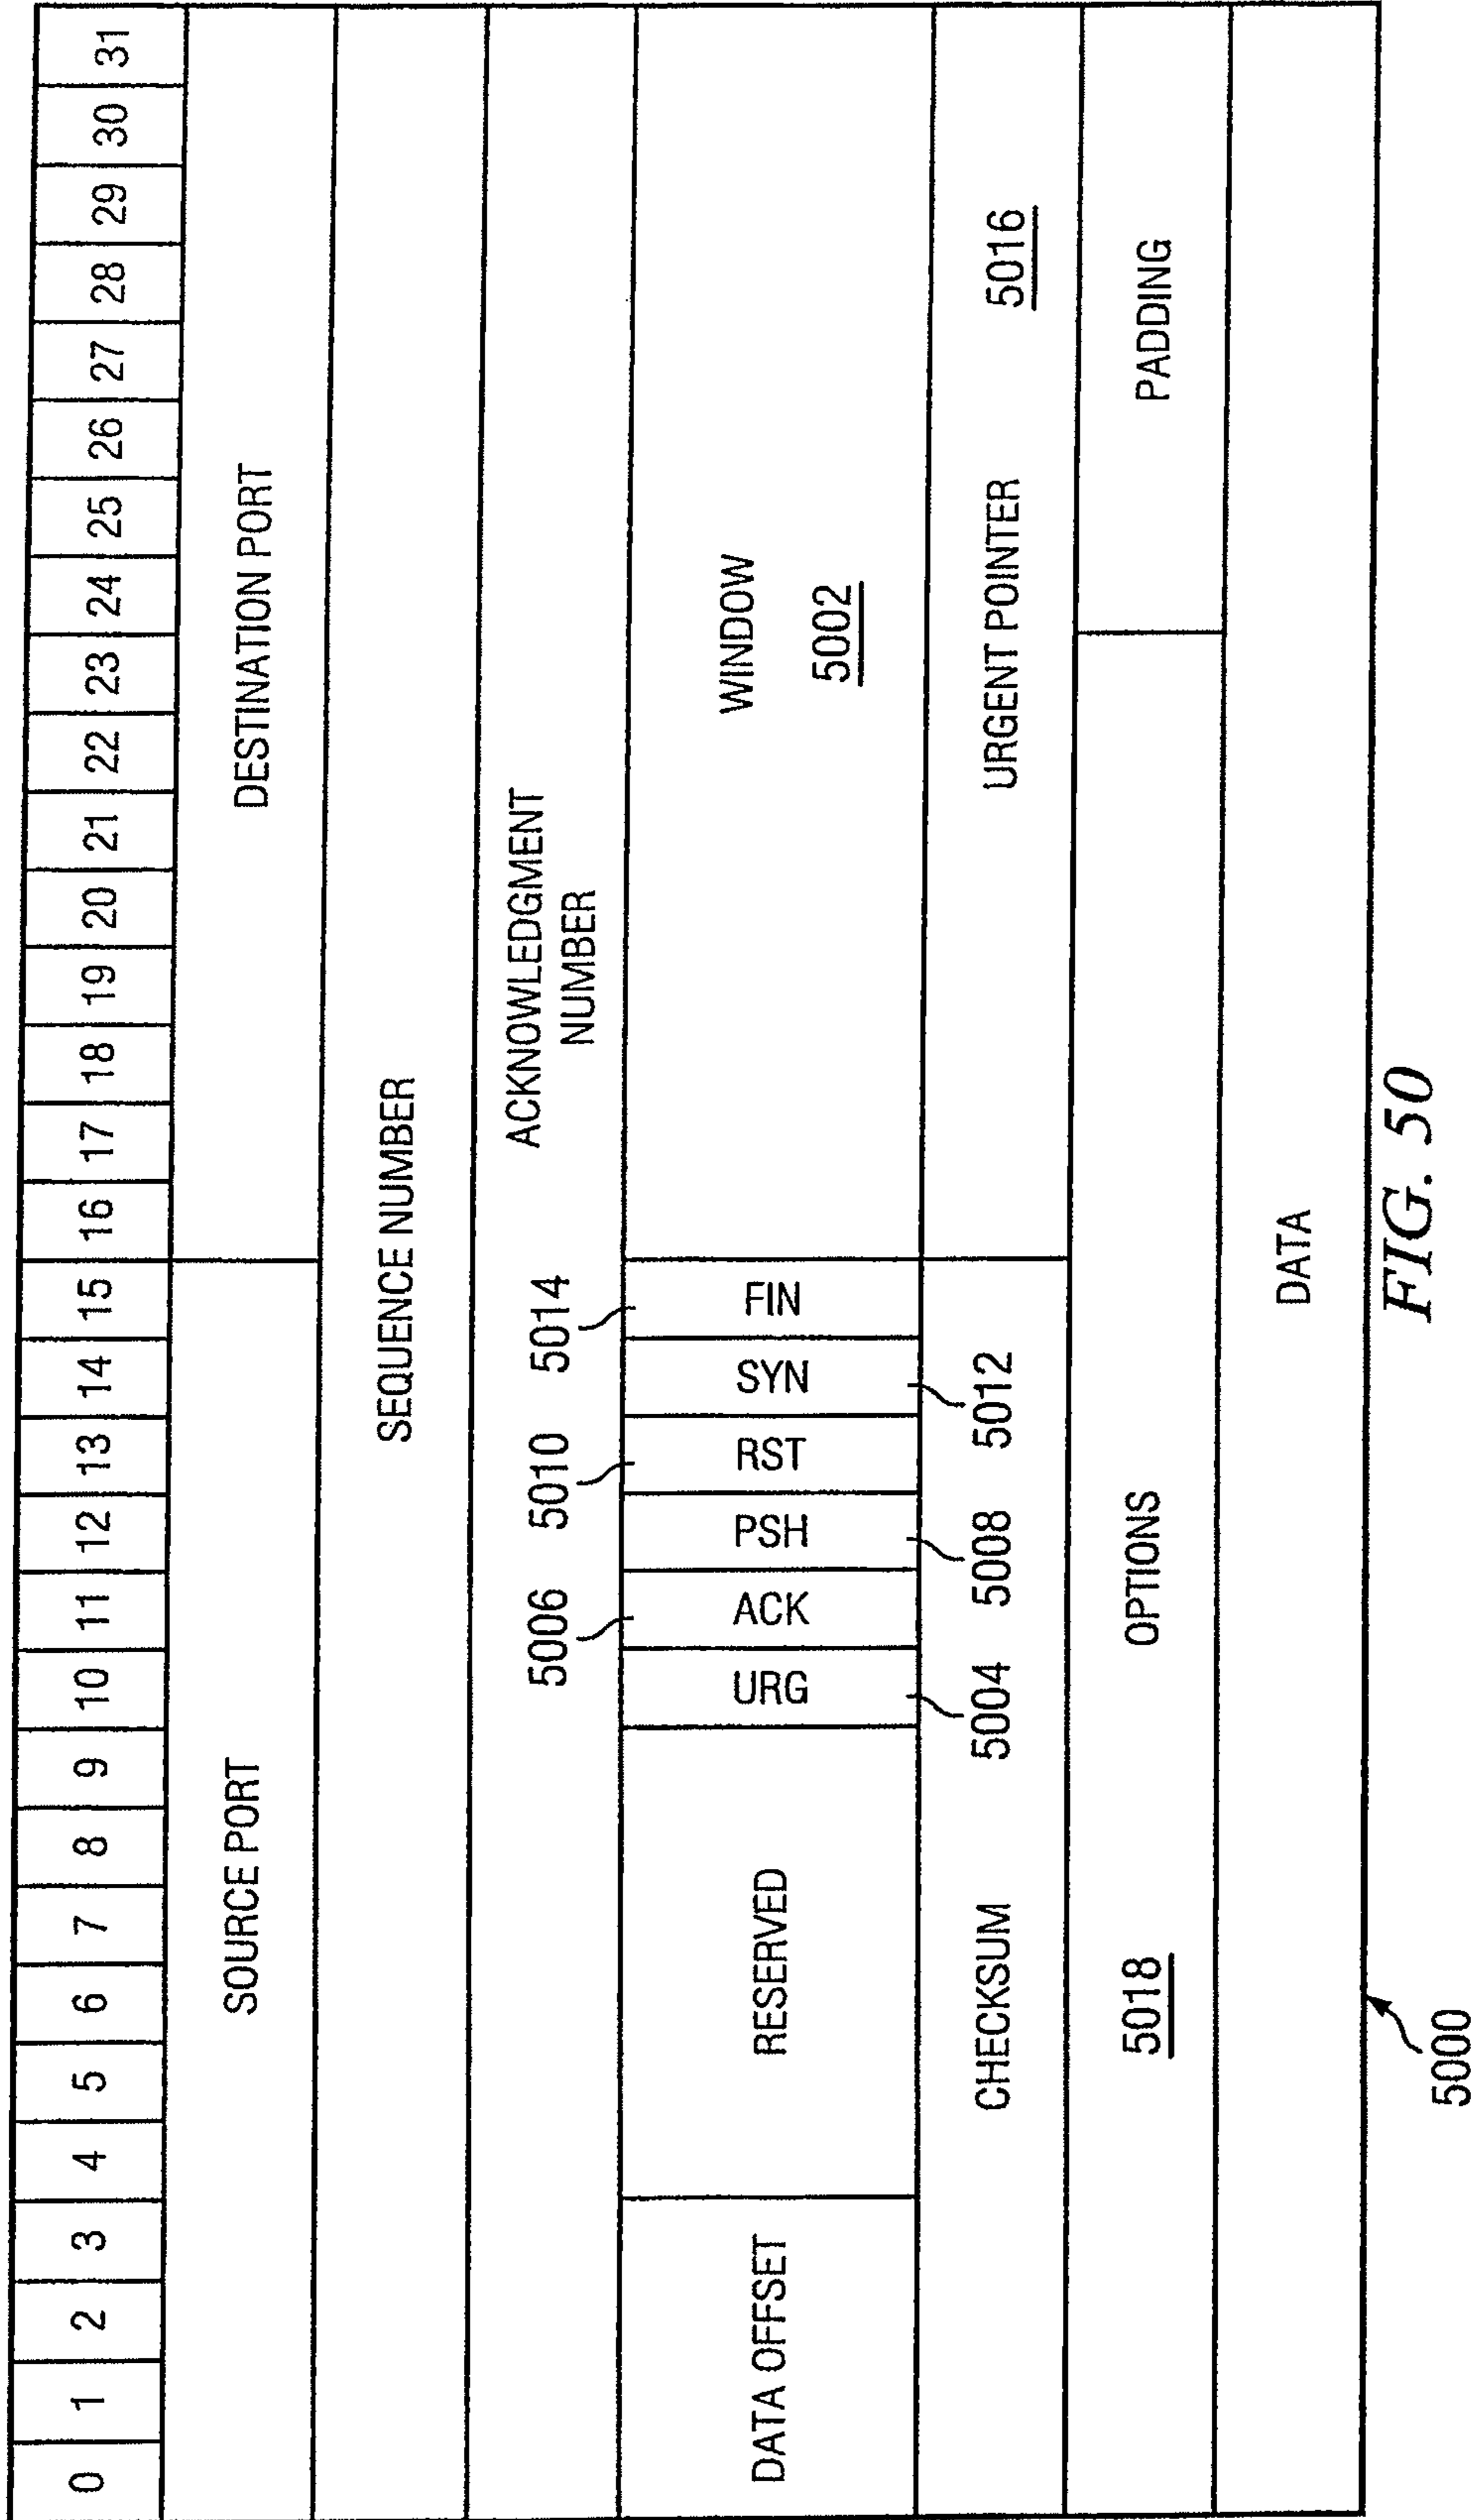 0 1 2 3 4 5 6 7 8 9 10 11 12 13 14 15 16 17 18 19 20 21 22 23 24 25 26 27 28 29 30 31
SOURCE PORT DESTINATION PORT
SEQUENCE NUMBER
ACKNOWLEDGMENT
NUMBER
5006 5010 5014
DATA OFFSET RESERVED URG ACK PSH RST SYN FIN WINDOW
5002
5004 5008 5012
CHECKSUM URGENT POINTER 5016
5018 OPTIONS PADDING
DATA
5000
FIG. 50